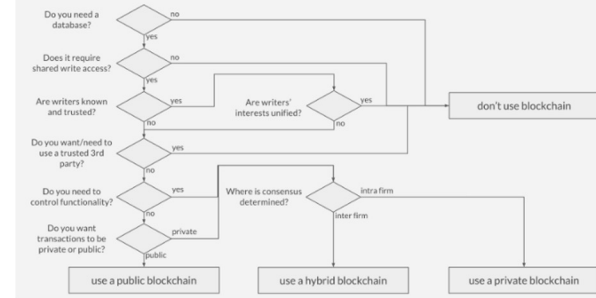 Do you need a
database?
no
yes
Does it require
shared write access?
no
yes
Are writers known
and trusted?
yes
no
Are writers'
interests unified?
yes
no
don't use blockchain
Do you want/need to
use a trusted 3rd
party?
yes
no
Do you need to
control functionality?
yes
no
Where is consensus
determined?
intra firm
inter firm
Do you want
transactions to be
private or public?
private
public
use a public blockchain
use a hybrid blockchain
use a private blockchain